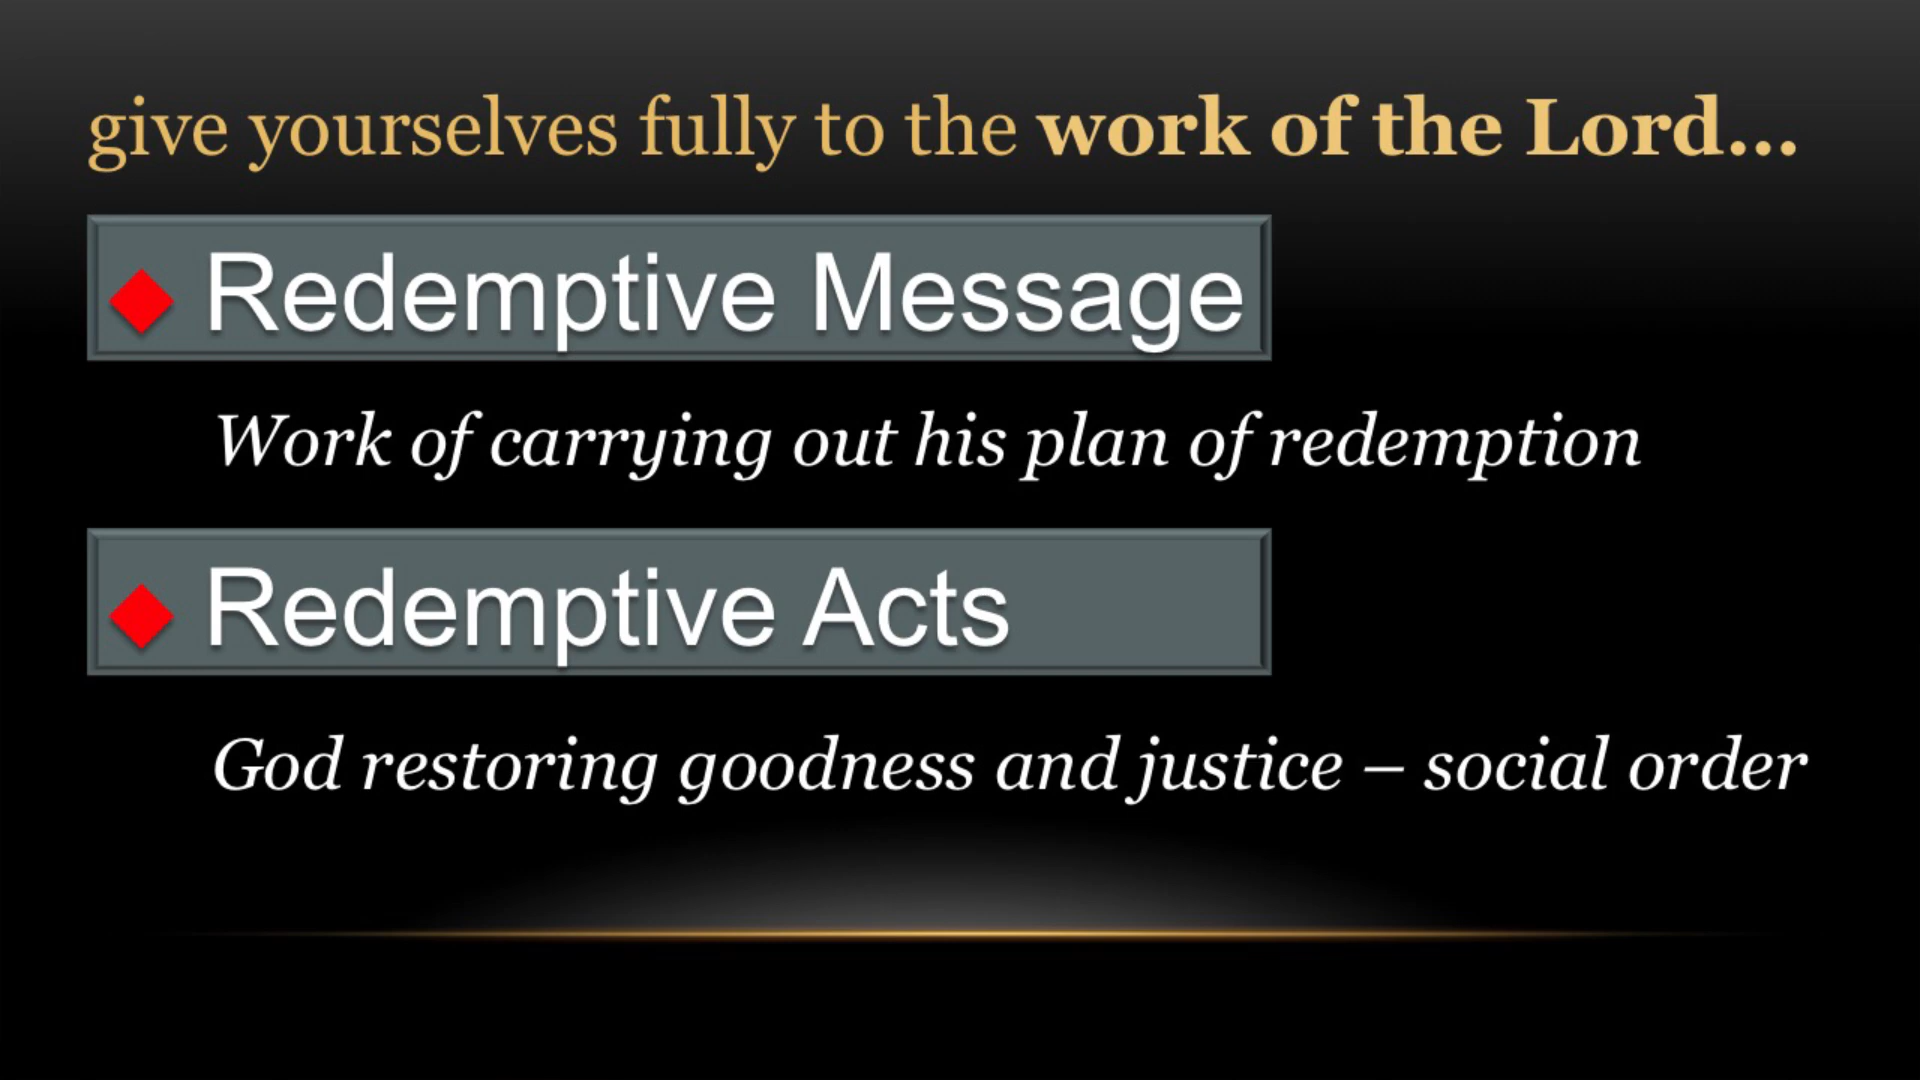 give yourselves fully to the work of the Lord...
Redemptive Message
Work of carrying out his plan of redemption
Redemptive Acts
God restoring goodness and justice – social order